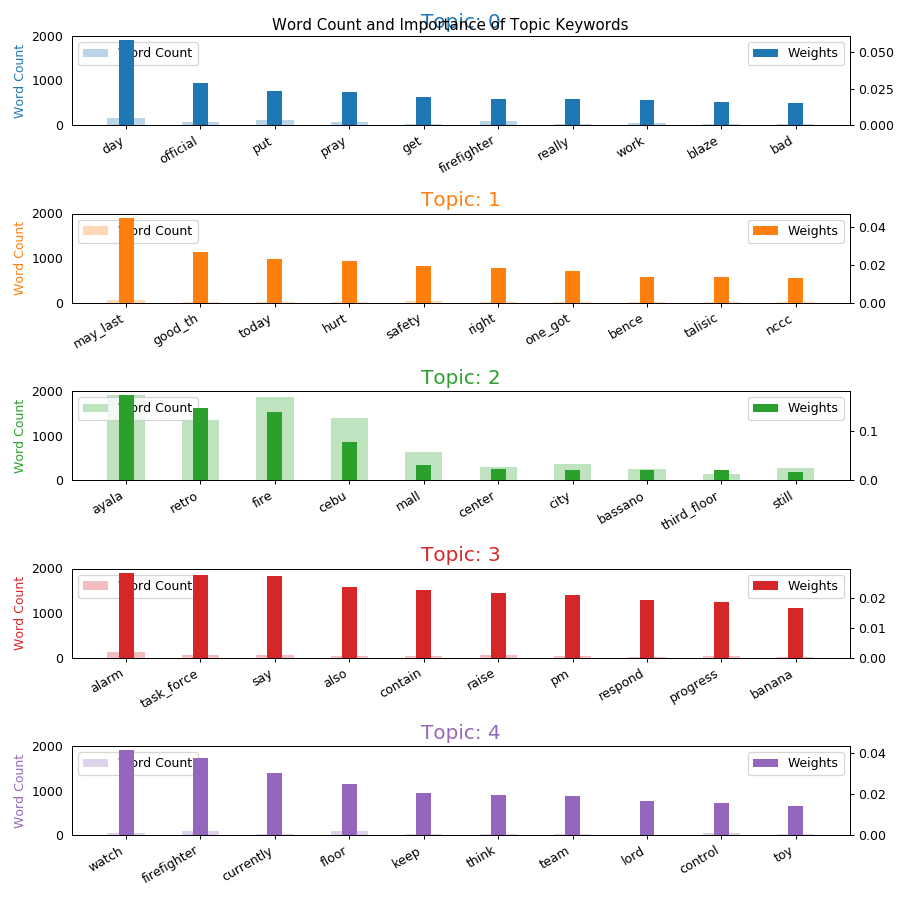 Topic: 0
Word Count and Importance of Topic Keywords
Word Count
2000
1000
0
Word Count
Weights
0.050
0.025
0.000
day official put pray get firefighter really work blaze bad
Topic: 1
Word Count
2000
1000
0
Word Count
Weights
0.04
0.02
0.00
may_last good_th today hurt safety right one_got bence talisic nccc
Topic: 2
Word Count
2000
1000
0
Word Count
Weights
0.1
0.0
ayala retro fire cebu mall center city bassano third_floor still
Topic: 3
Word Count
2000
1000
0
Word Count
Weights
0.02
0.01
0.00
alarm task_force say also contain raise pm respond progress banana
Topic: 4
Word Count
2000
1000
0
Word Count
Weights
0.04
0.02
0.00
watch firefighter currently floor keep think team lord control toy